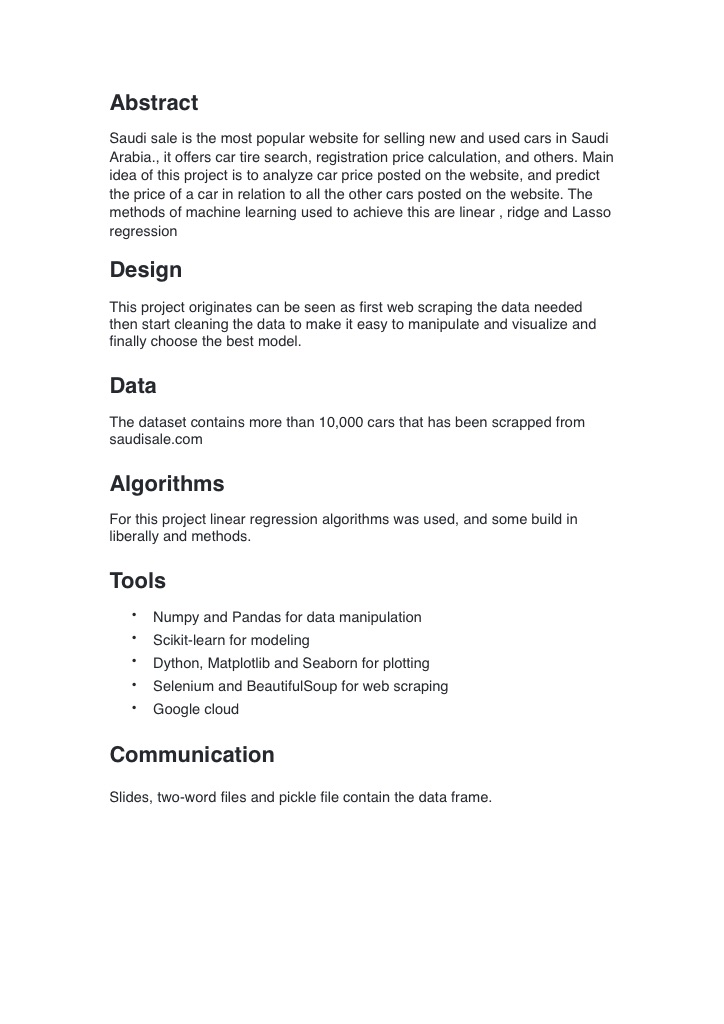 Abstract
Saudi sale is the most popular website for selling new and used cars in Saudi
Arabia., it offers car tire search, registration price calculation, and others. Main
idea of this project is to analyze car price posted on the website, and predict
the price of a car in relation to all the other cars posted on the website. The
methods of machine learning used to achieve this are linear , ridge and Lasso
regression
Design
This project originates can be seen as first web scraping the data needed
then start cleaning the data to make it easy to manipulate and visualize and
finally choose the best model.
Data
The dataset contains more than 10,000 cars that has been scrapped from
saudisale.com
Algorithms
For this project linear regression algorithms was used, and some build in
liberally and methods.
Tools
• Numpy and Pandas for data manipulation
• Scikit-learn for modeling
• Dython, Matplotlib and Seaborn for plotting
• Selenium and BeautifulSoup for web scraping
• Google cloud
Communication
Slides, two-word files and pickle file contain the data frame.